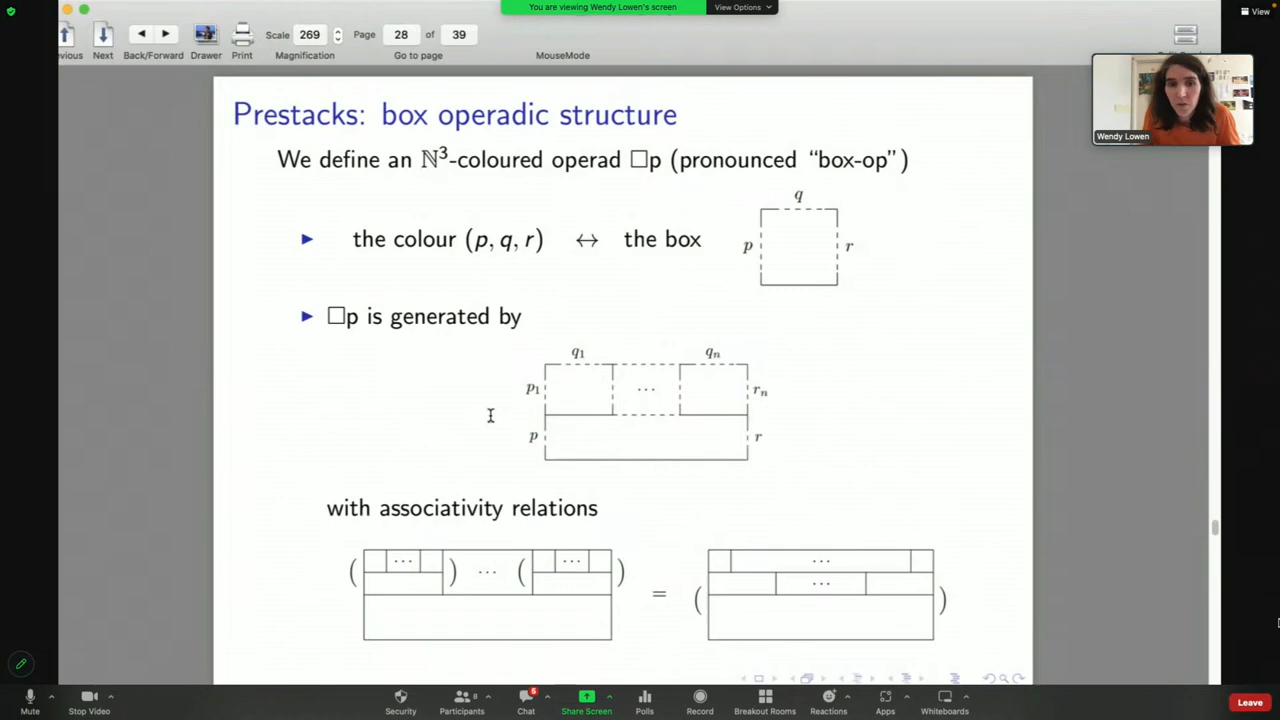 You are viewing Wendy Lowen's screen
View Options
View
Scale 269
Page 28 of 39
Next
Back/Forward
Drawer
Print
Magnification
Go to page
MouseMode
Wendy Lowen
Prestacks: box operadic structure
We define an ℕ³-coloured operad □p (pronounced “box-op”)
q
▶ the colour (p, q, r) ↔ the box
p r
▶ □p is generated by
q₁ qₙ
p₁ ⋯ rₙ
p r
with associativity relations
( ⋯ ) ⋯ ( ⋯ ) = ( ⋯ ⋯ )
Mute
Stop Video
Security
Participants 8
Chat 5
Share Screen
Polls
Record
Breakout Rooms
Reactions
Apps
Whiteboards
Leave